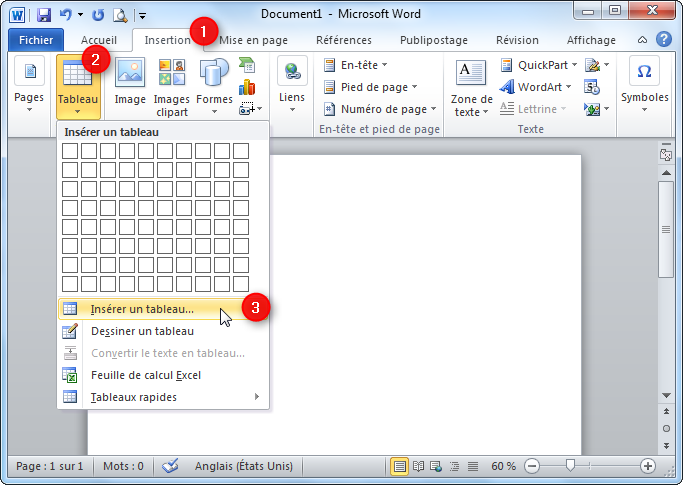 Document1 - Microsoft Word
Fichier Accueil Insertion 1 Mise en page Références Publipostage Révision Affichage
2
Pages Tableau Image Images clipart Formes Liens
En-tête
Pied de page
Numéro de page
En-tête et pied de page
Zone de texte
QuickPart
WordArt
Lettrine
Texte
Symboles
Insérer un tableau
Insérer un tableau... 3
Dessiner un tableau
Convertir le texte en tableau...
Feuille de calcul Excel
Tableaux rapides
Page : 1 sur 1 Mots : 0 Anglais (États Unis) 60 %